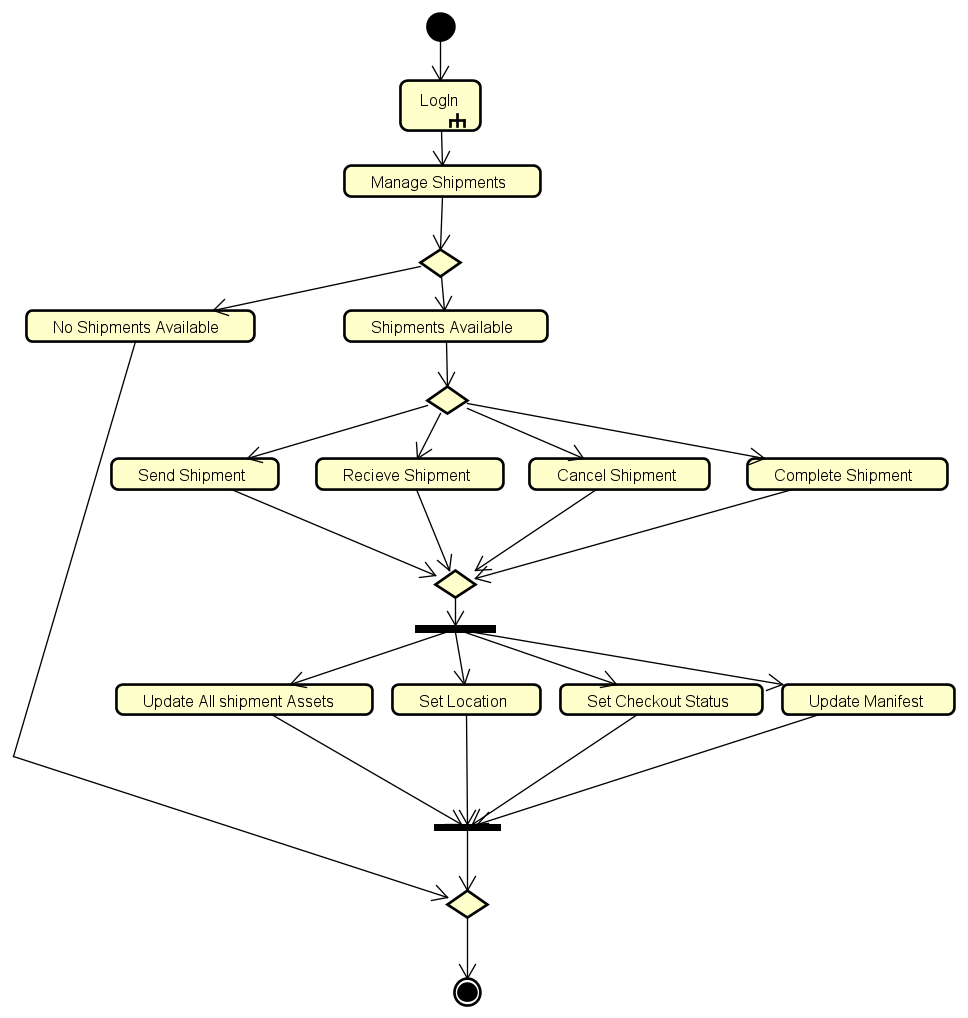 LogIn
Manage Shipments
No Shipments Available
Shipments Available
Send Shipment
Recieve Shipment
Cancel Shipment
Complete Shipment
Update All shipment Assets
Set Location
Set Checkout Status
Update Manifest